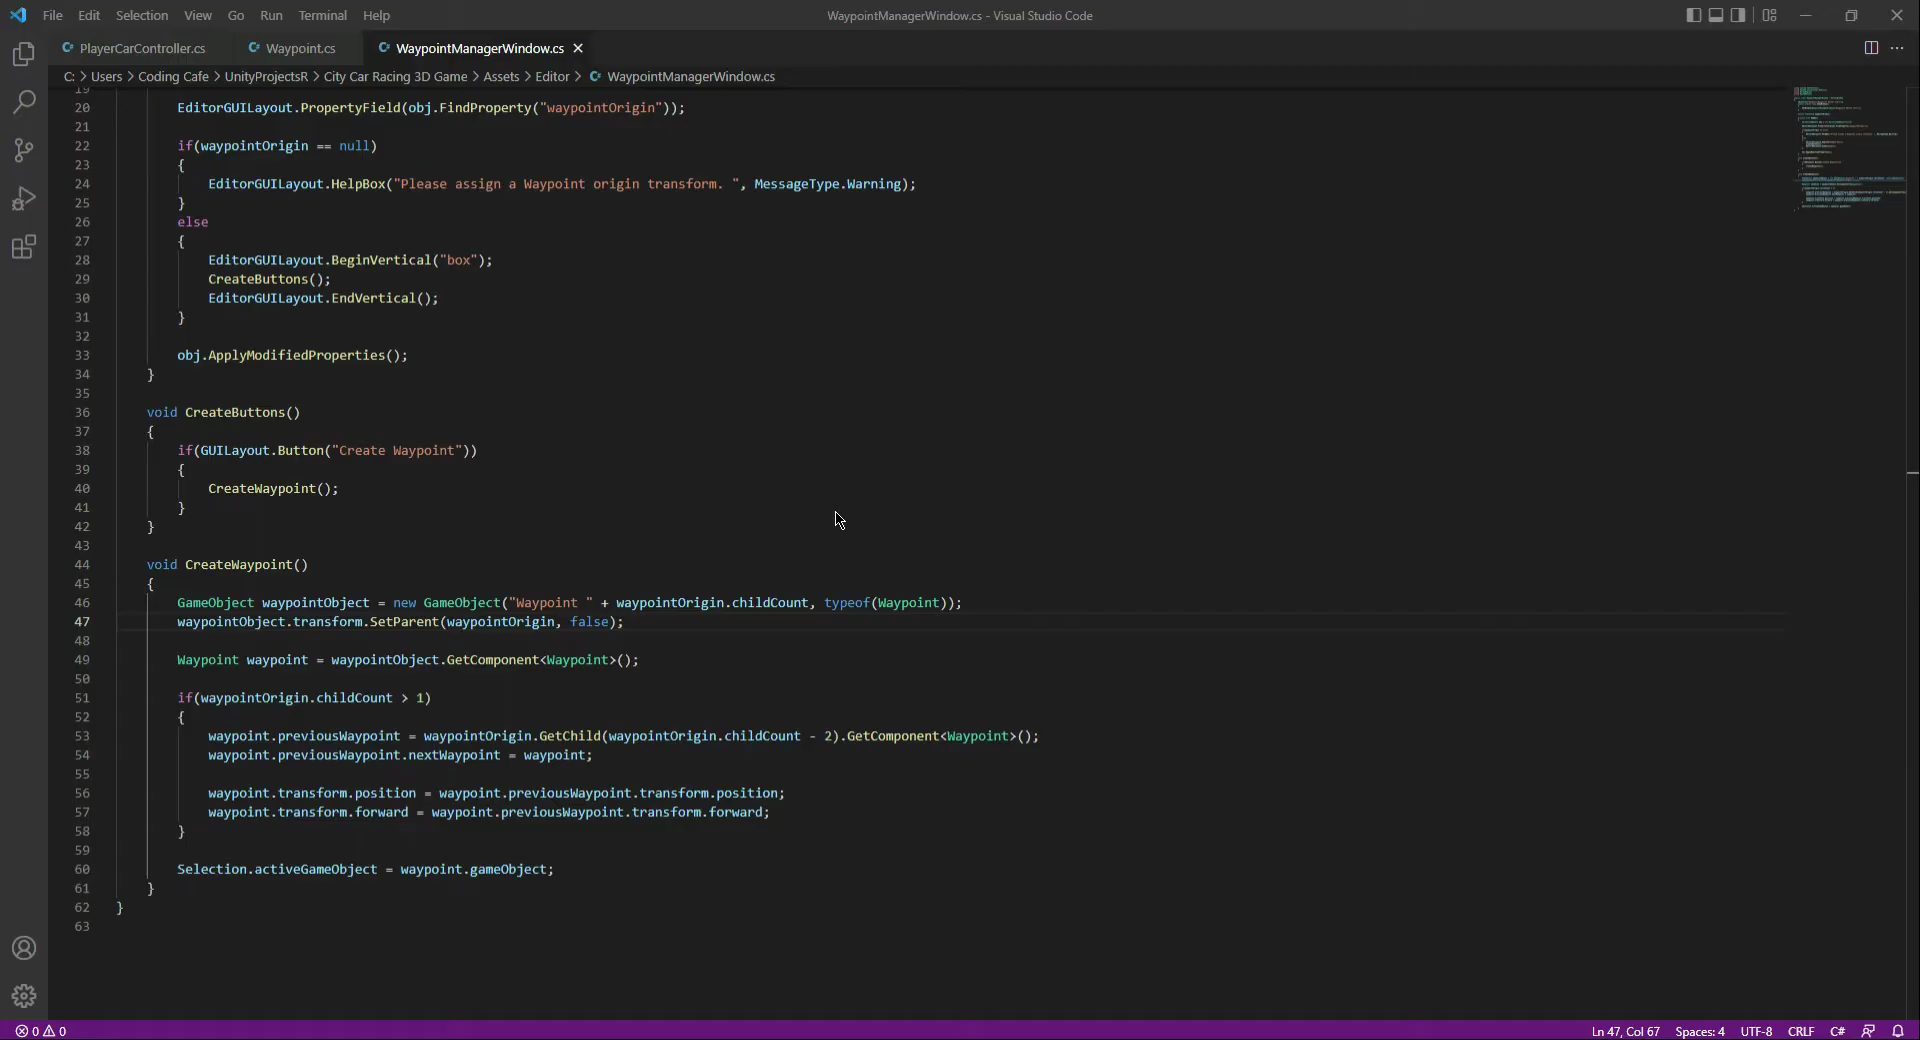 File Edit Selection View Go Run Terminal Help
WaypointManagerWindow.cs - Visual Studio Code
PlayerCarController.cs
Waypoint.cs
WaypointManagerWindow.cs
C: > Users > Coding Cafe > UnityProjectsR > City Car Racing 3D Game > Assets > Editor > WaypointManagerWindow.cs
19
20 EditorGUILayout.PropertyField(obj.FindProperty("waypointOrigin"));
21
22 if(waypointOrigin == null)
23 {
24 EditorGUILayout.HelpBox("Please assign a Waypoint origin transform. ", MessageType.Warning);
25 }
26 else
27 {
28 EditorGUILayout.BeginVertical("box");
29 CreateButtons();
30 EditorGUILayout.EndVertical();
31 }
32
33 obj.ApplyModifiedProperties();
34 }
35
36 void CreateButtons()
37 {
38 if(GUILayout.Button("Create Waypoint"))
39 {
40 CreateWaypoint();
41 }
42 }
43
44 void CreateWaypoint()
45 {
46 GameObject waypointObject = new GameObject("Waypoint " + waypointOrigin.childCount, typeof(Waypoint));
47 waypointObject.transform.SetParent(waypointOrigin, false);
48
49 Waypoint waypoint = waypointObject.GetComponent<Waypoint>();
50
51 if(waypointOrigin.childCount > 1)
52 {
53 waypoint.previousWaypoint = waypointOrigin.GetChild(waypointOrigin.childCount - 2).GetComponent<Waypoint>();
54 waypoint.previousWaypoint.nextWaypoint = waypoint;
55
56 waypoint.transform.position = waypoint.previousWaypoint.transform.position;
57 waypoint.transform.forward = waypoint.previousWaypoint.transform.forward;
58 }
59
60 Selection.activeGameObject = waypoint.gameObject;
61 }
62 }
63
0 0
Ln 47, Col 67 Spaces: 4 UTF-8 CRLF C#